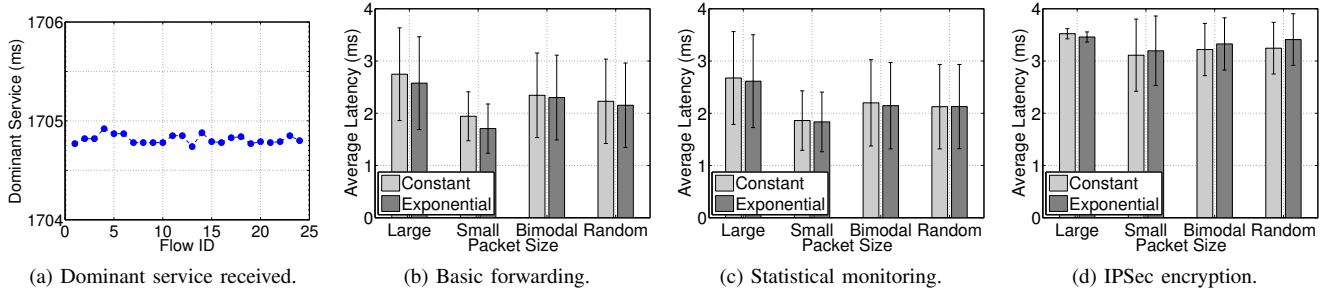 1706
1705
1704
Dominant Service (ms)
0 5 10 15 20 25
Flow ID
(a) Dominant service received.
4
3
2
1
0
Average Latency (ms)
Constant
Exponential
Large Small Bimodal Random
Packet Size
(b) Basic forwarding.
4
3
2
1
0
Average Latency (ms)
Constant
Exponential
Large Small Bimodal Random
Packet Size
(c) Statistical monitoring.
4
3
2
1
0
Average Latency (ms)
Constant
Exponential
Large Small Bimodal Random
Packet Size
(d) IPSec encryption.